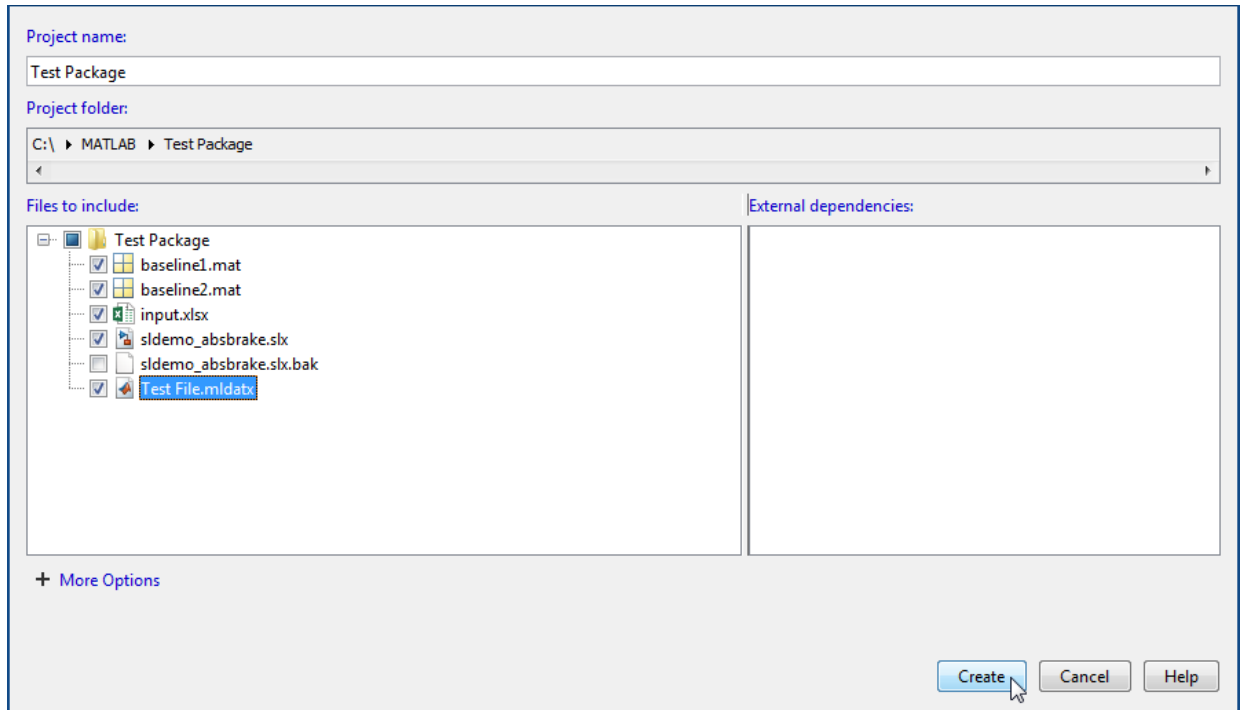 Project name:
Test Package
Project folder:
C:\ MATLAB Test Package
Files to include:
External dependencies:
Test Package
baseline1.mat
baseline2.mat
input.xlsx
sldemo_absbrake.slx
sldemo_absbrake.slx.bak
Test File.mldatx
+ More Options
Create Cancel Help